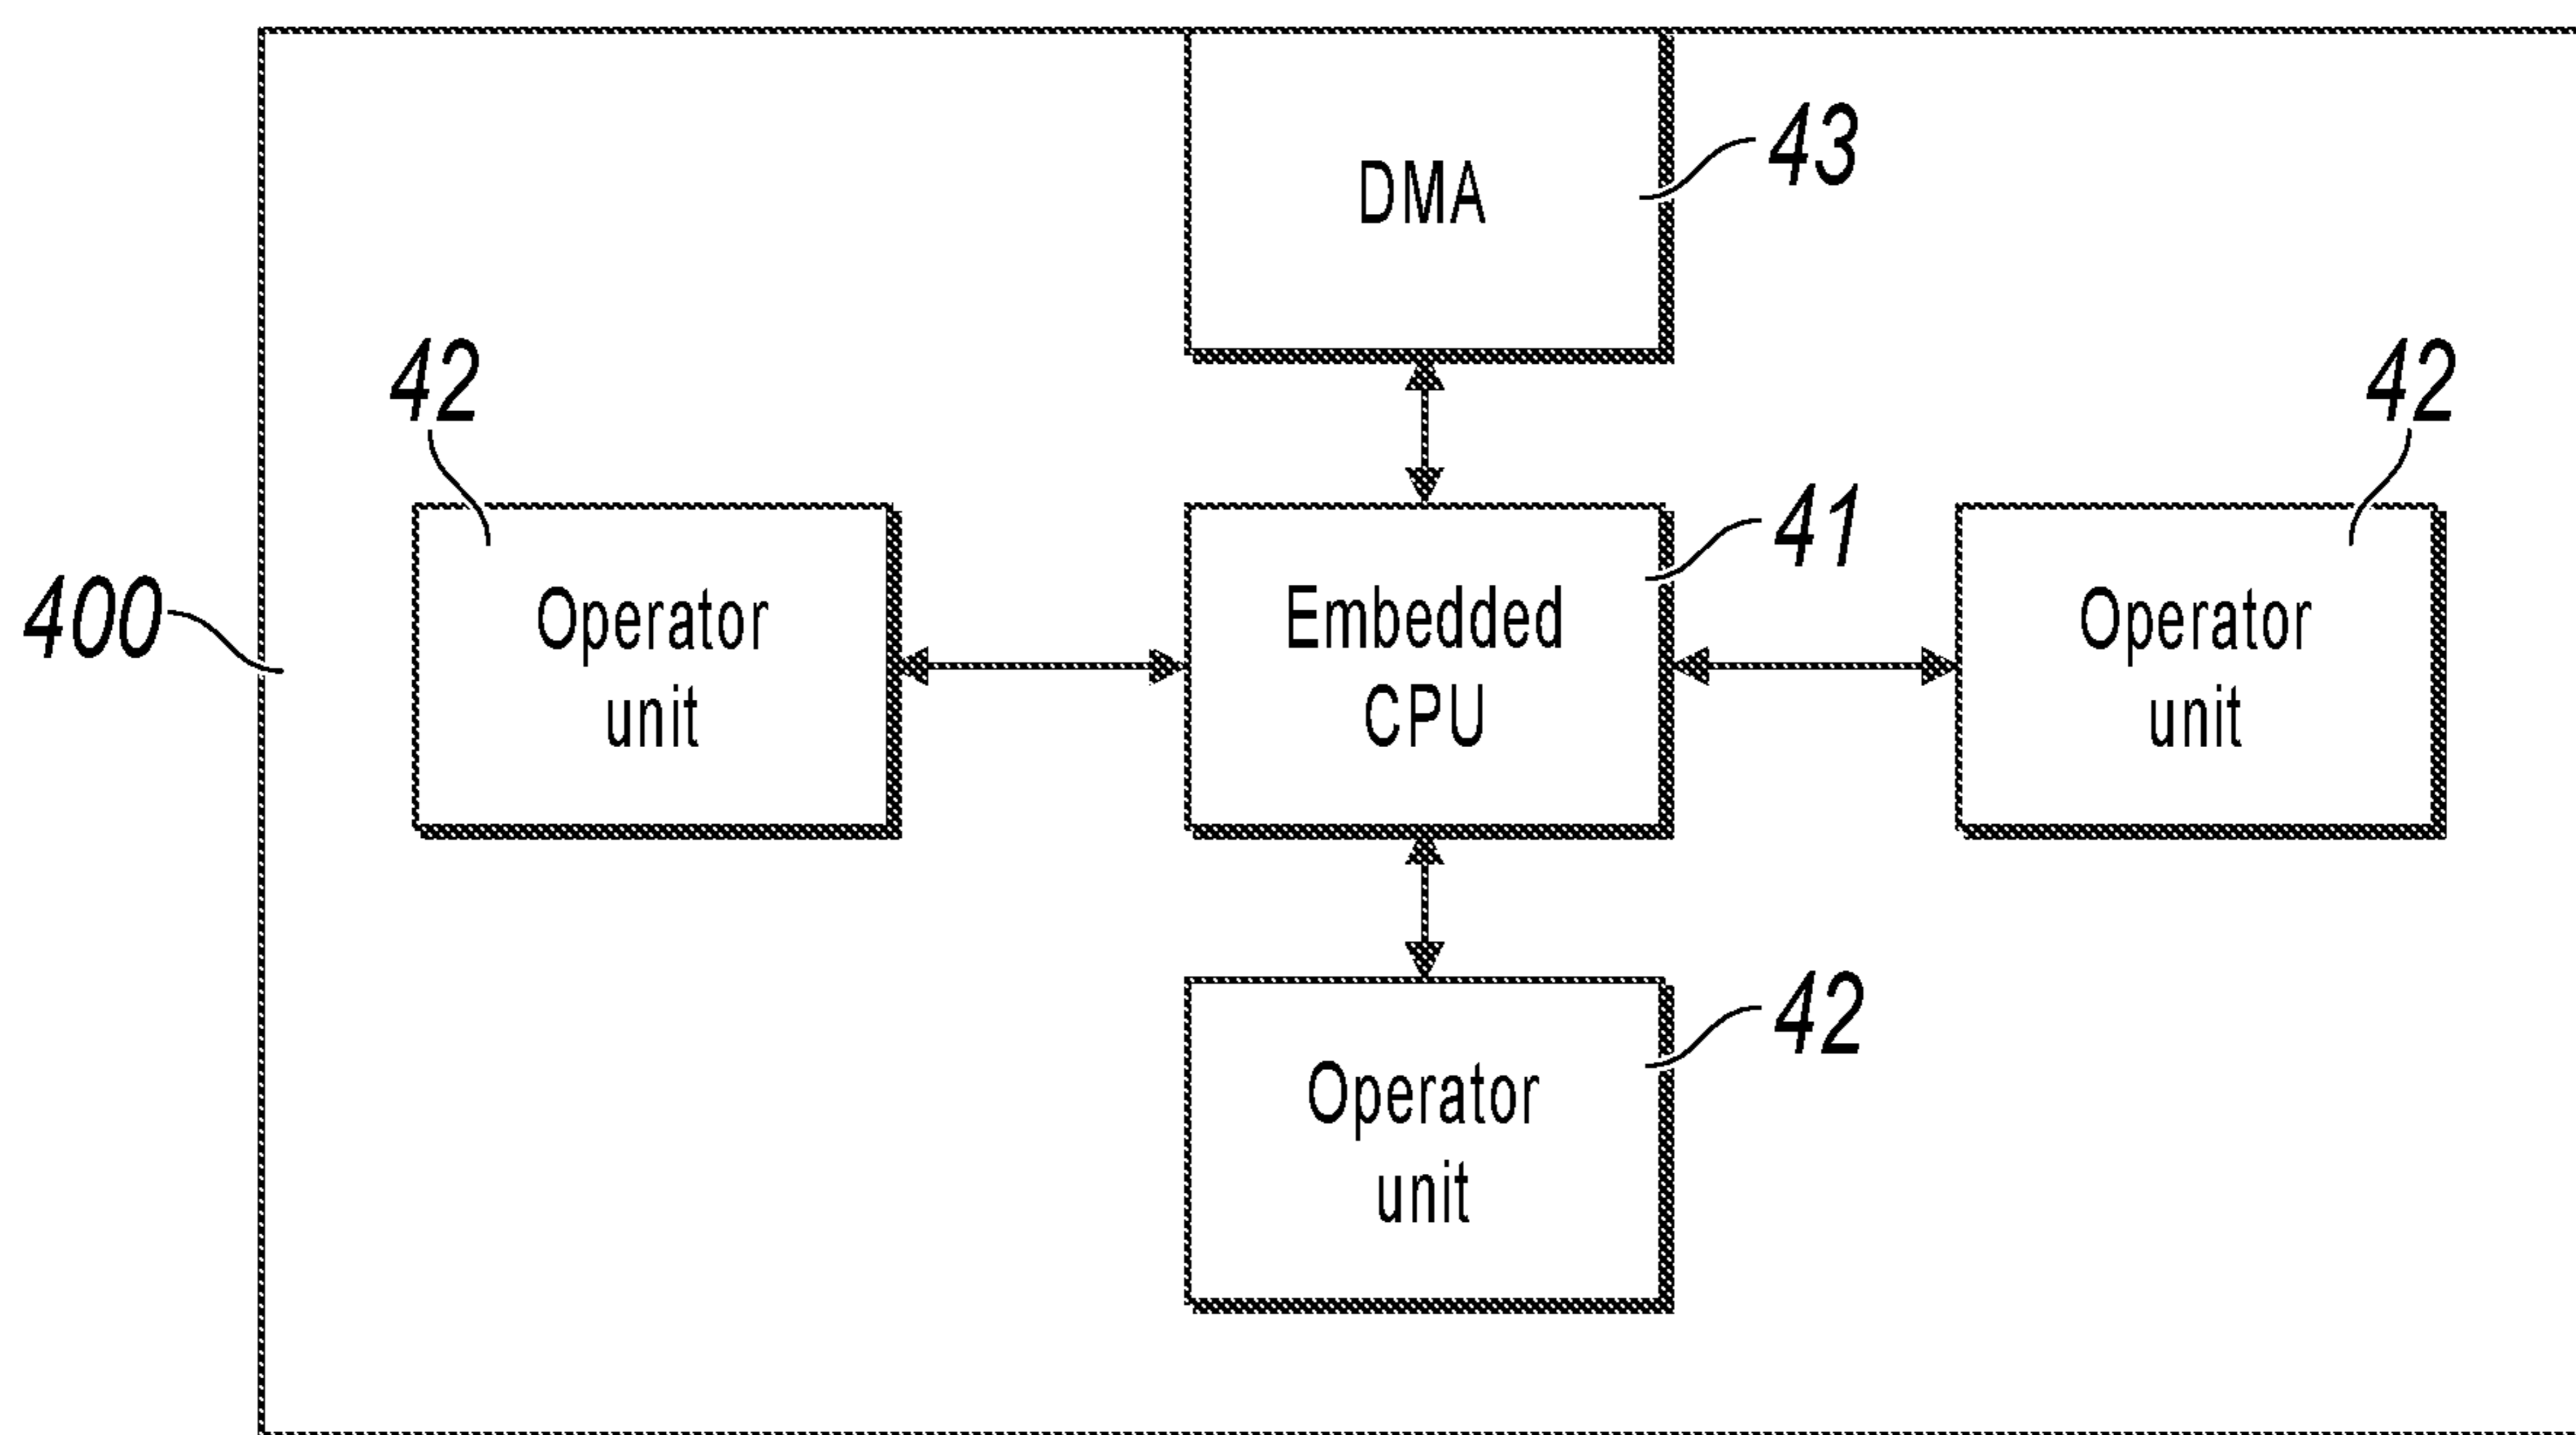 43
DMA
42
42
41
400
Operator
unit
Embedded
CPU
Operator
unit
42
Operator
unit